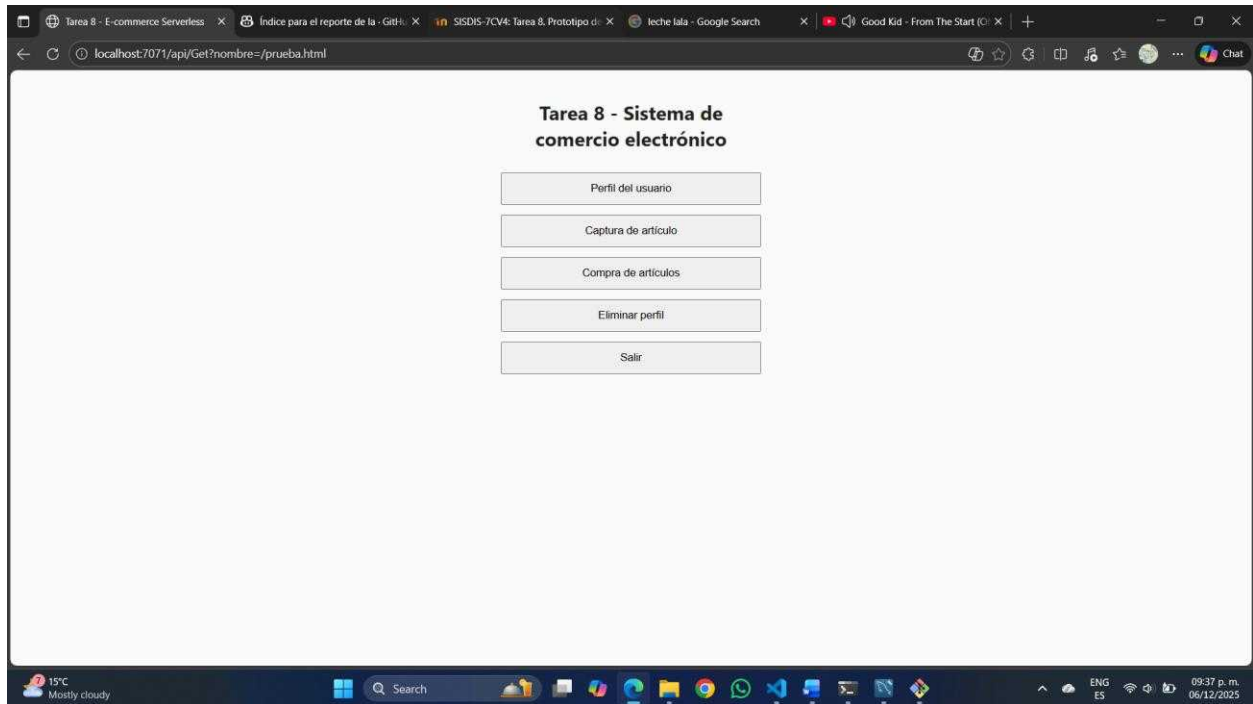 Tarea 8 - E-commerce Serverless
Índice para el reporte de la · GitHu
SISDIS-7CV4: Tarea 8. Prototipo de
leche lala - Google Search
Good Kid - From The Start (O
localhost:7071/api/Get?nombre=/prueba.html
Chat
Tarea 8 - Sistema de
comercio electrónico
Perfil del usuario
Captura de artículo
Compra de artículos
Eliminar perfil
Salir
7
15°C
Mostly cloudy
Search
ENG
ES
09:37 p. m.
06/12/2025